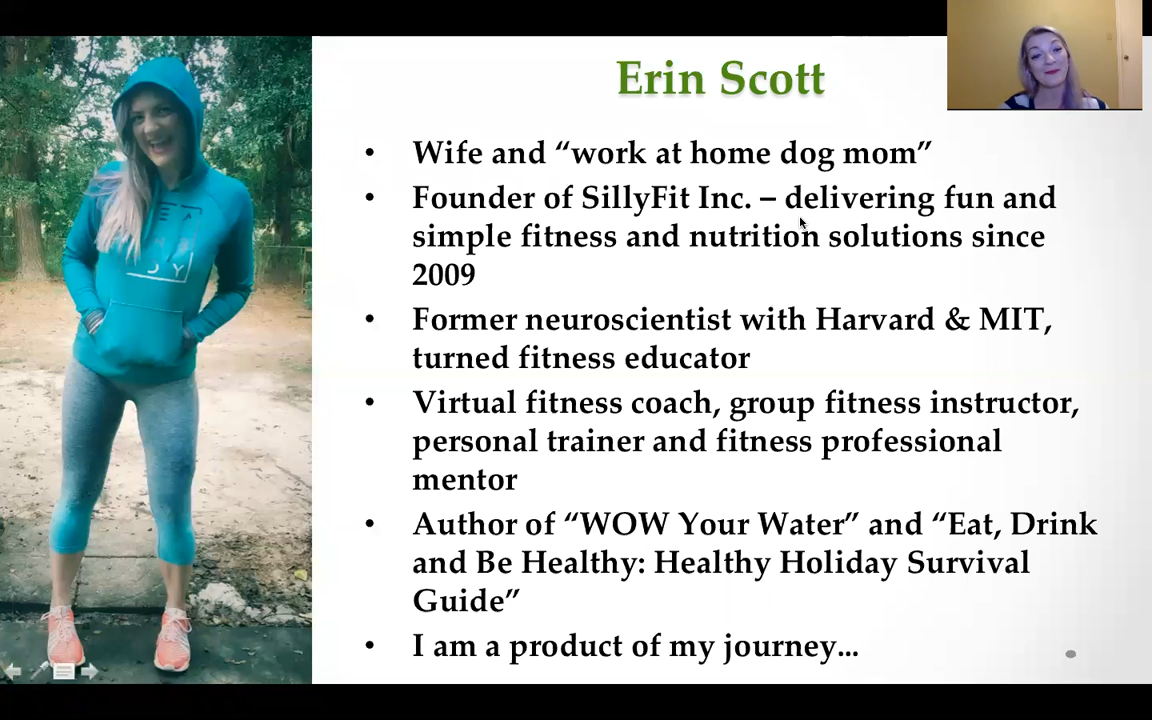 Erin Scott
• Wife and “work at home dog mom”
• Founder of SillyFit Inc. – delivering fun and
simple fitness and nutrition solutions since
2009
• Former neuroscientist with Harvard & MIT,
turned fitness educator
• Virtual fitness coach, group fitness instructor,
personal trainer and fitness professional
mentor
• Author of “WOW Your Water” and “Eat, Drink
and Be Healthy: Healthy Holiday Survival
Guide”
• I am a product of my journey...